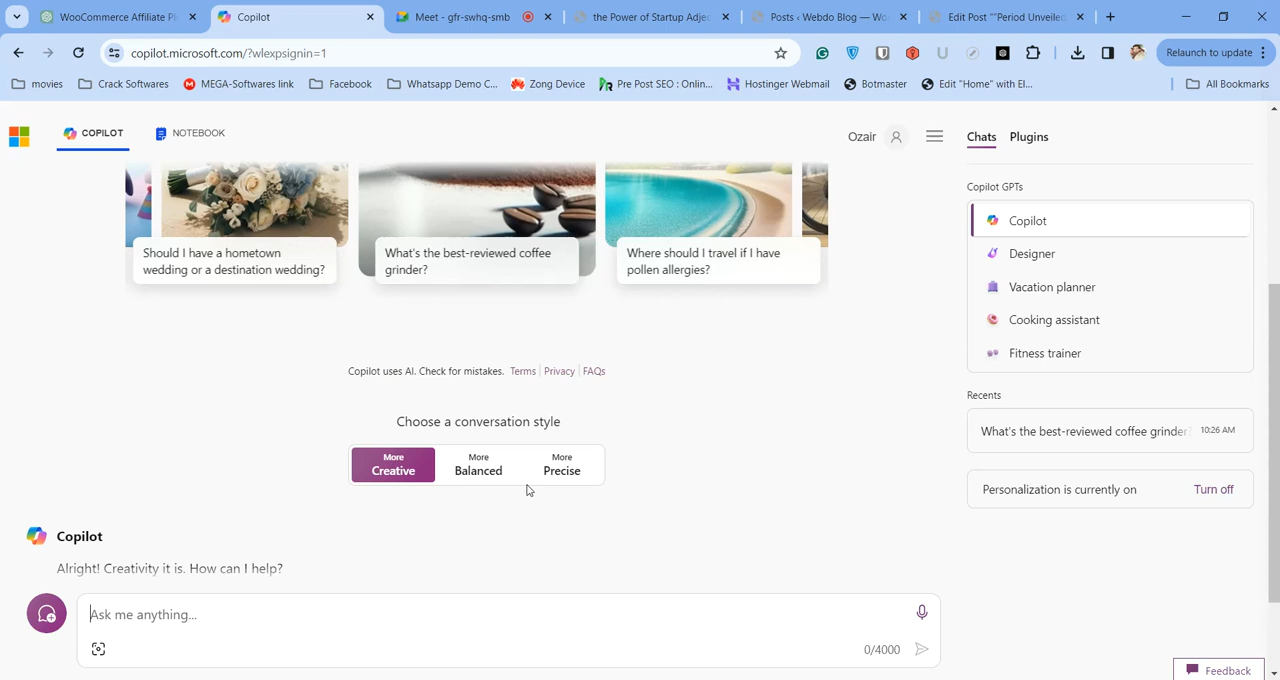 WooCommerce Affiliate Pl
Copilot
Meet - gfr-swhq-smb
the Power of Startup Adjec
Posts ‹ Webdo Blog — Wo
Edit Post ""Period Unveiled
copilot.microsoft.com/?wlexpsignin=1
Relaunch to update
movies
Crack Softwares
MEGA-Softwares link
Facebook
Whatsapp Demo C...
Zong Device
Pre Post SEO : Onlin...
Hostinger Webmail
Botmaster
Edit "Home" with El...
All Bookmarks
COPILOT
NOTEBOOK
Ozair
Chats
Plugins
Should I have a hometown
wedding or a destination wedding?
What's the best-reviewed coffee
grinder?
Where should I travel if I have
pollen allergies?
Copilot GPTs
Copilot
Designer
Vacation planner
Cooking assistant
Fitness trainer
Copilot uses AI. Check for mistakes. Terms | Privacy | FAQs
Recents
What's the best-reviewed coffee grinder 10:26 AM
Choose a conversation style
More
Creative
More
Balanced
More
Precise
Personalization is currently on Turn off
Copilot
Alright! Creativity it is. How can I help?
Ask me anything...
0/4000
Feedback